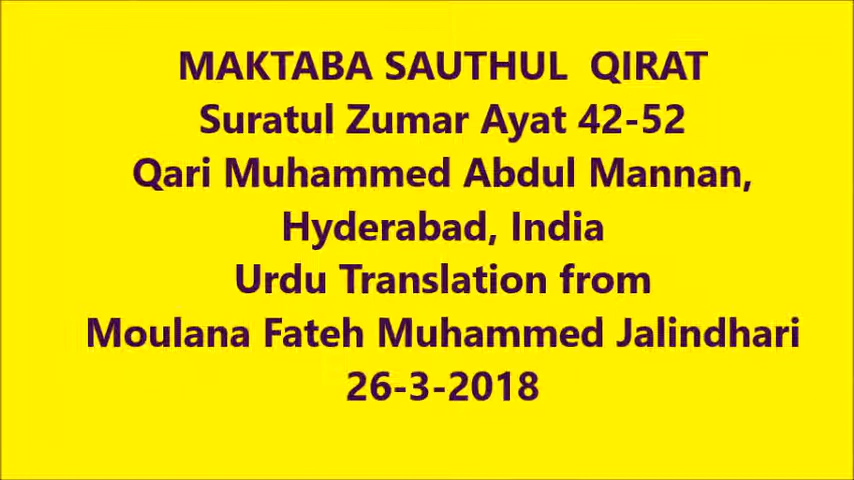 MAKTABA SAUTHUL  QIRAT
Suratul Zumar Ayat 42-52
Qari Muhammed Abdul Mannan,
Hyderabad, India
Urdu Translation from
Moulana Fateh Muhammed Jalindhari
26-3-2018